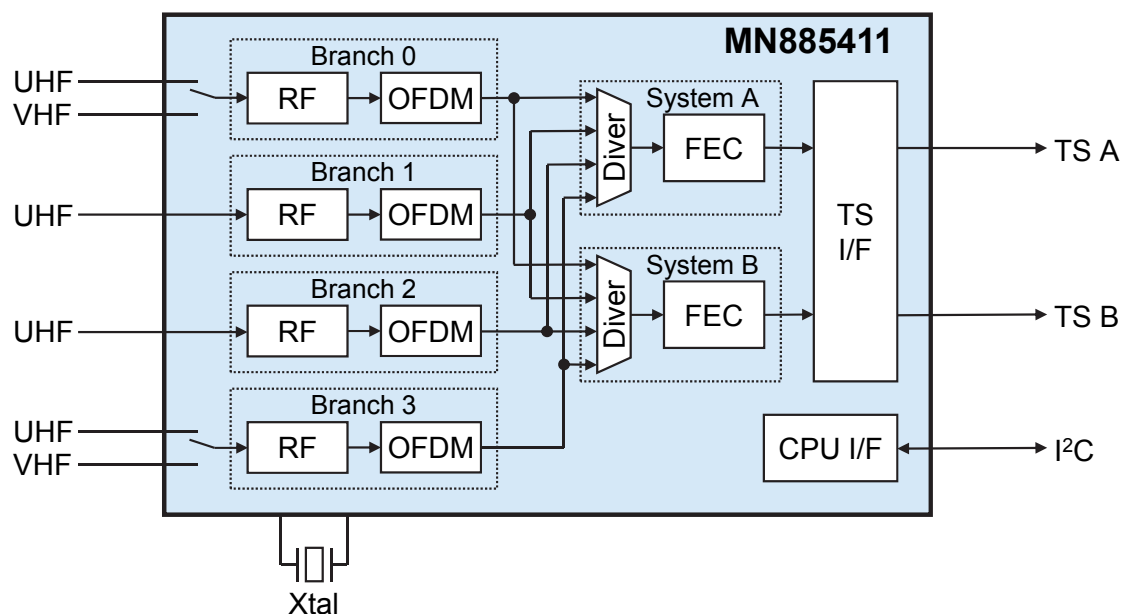 MN885411
UHF
VHF
Branch 0
RF
OFDM
UHF
Branch 1
RF
OFDM
UHF
Branch 2
RF
OFDM
UHF
VHF
Branch 3
RF
OFDM
System A
Diver
FEC
System B
Diver
FEC
TS
I/F
CPU I/F
TS A
TS B
I²C
Xtal